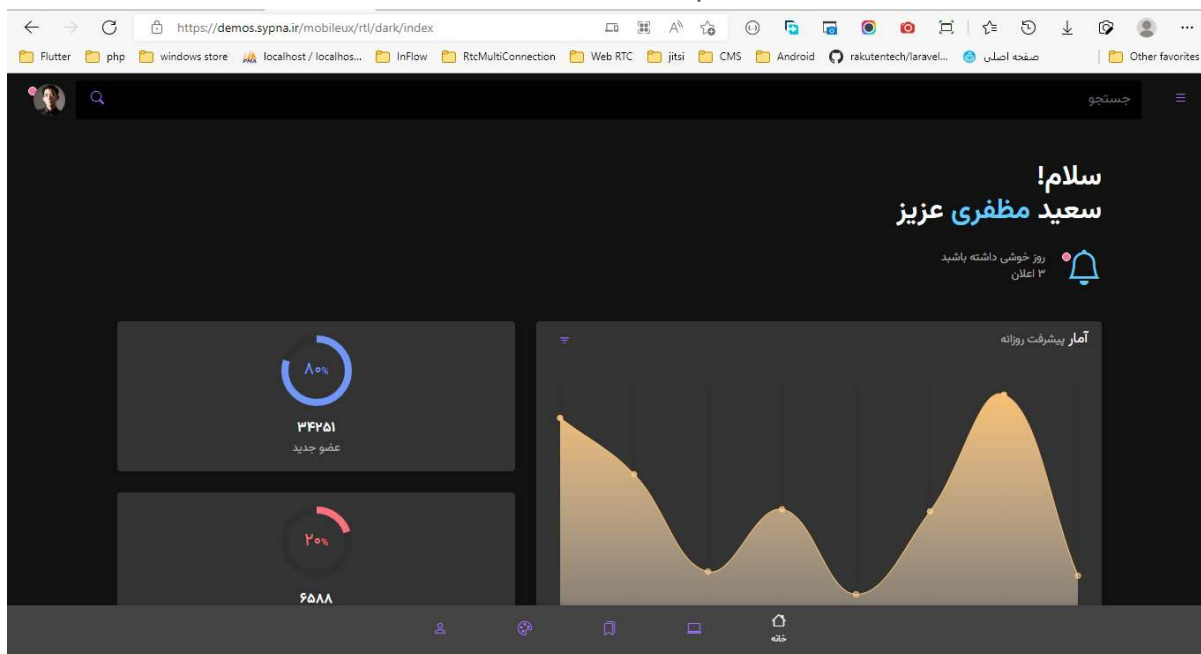 https://demos.sypna.ir/mobileux/rtl/dark/index
Flutter php windows store localhost / localhos... InFlow RtcMultiConnection Web RTC jitsi CMS Android rakutentech/laravel... صفحه اصلی Other favorites
جستجو
سلام!
سعید مظفری عزیز
روز خوشی داشته باشید
۳ اعلان
آمار پیشرفت روزانه
۸۰%
۳۴۲۵۱
عضو جدید
۲۰%
۶۵۸۸
خانه